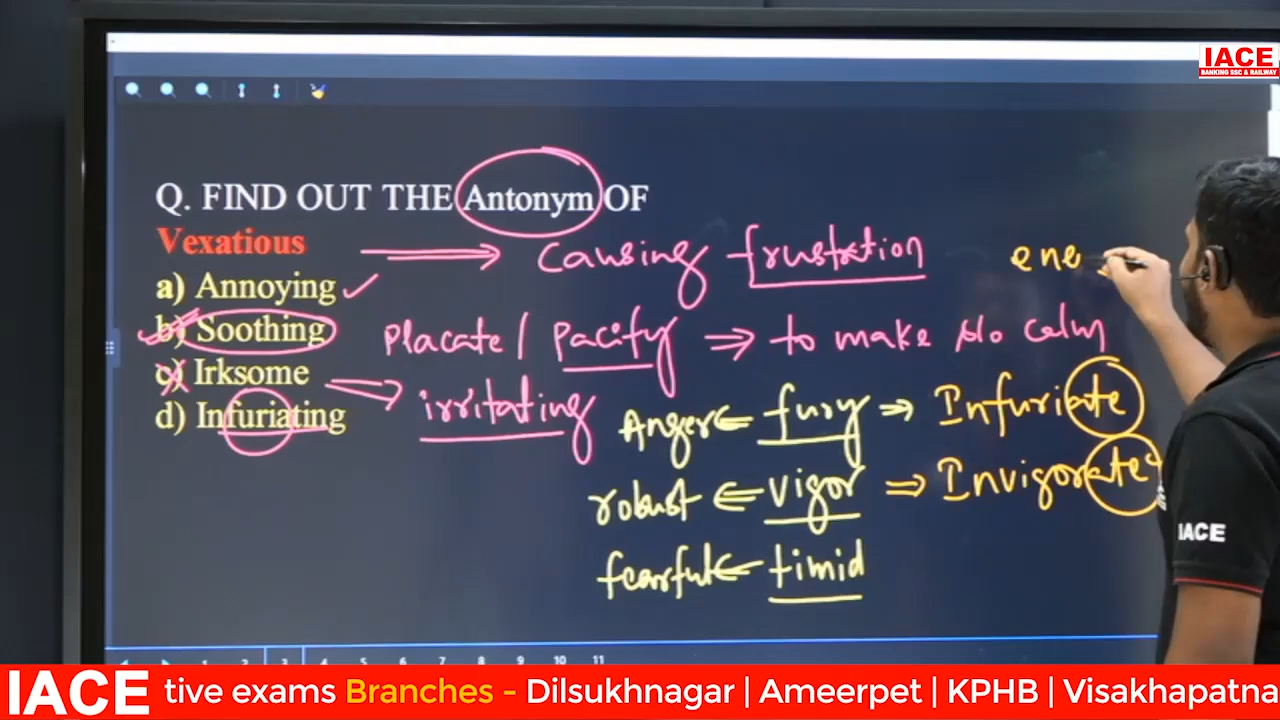 IACE
BANKING SSC & RAILWAY
Q. FIND OUT THE Antonym OF
Vexatious → Causing frustration
a) Annoying ✓ ene
b) Soothing Placate / Pacify ⇒ to make s/o calm
c) Irksome ⇒ irritating
d) Infuriating Anger ⇐ fury ⇒ Infuriate
robust ⇐ vigor ⇒ Invigorate
fearful ⇐ timid
IACE
1 2 3 4 5 6 7 8 9 10 11
IACE tive exams Branches - Dilsukhnagar | Ameerpet | KPHB | Visakhapatna